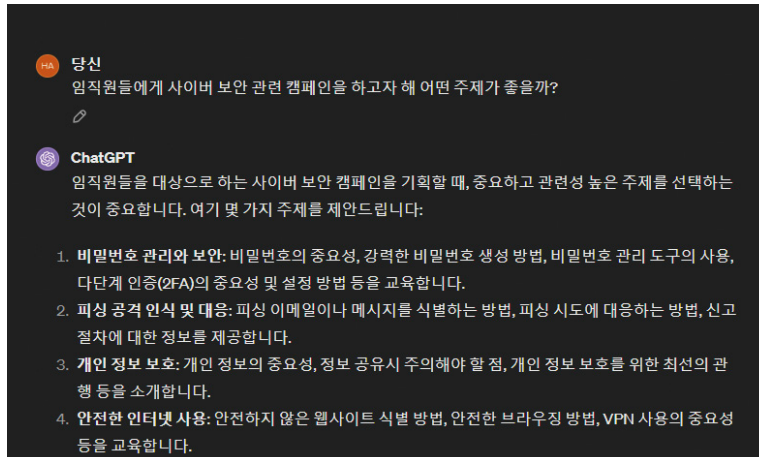 HA 당신
임직원들에게 사이버 보안 관련 캠페인을 하고자 해 어떤 주제가 좋을까?
ChatGPT
임직원들을 대상으로 하는 사이버 보안 캠페인을 기획할 때, 중요하고 관련성 높은 주제를 선택하는
것이 중요합니다. 여기 몇 가지 주제를 제안드립니다:
1. 비밀번호 관리와 보안: 비밀번호의 중요성, 강력한 비밀번호 생성 방법, 비밀번호 관리 도구의 사용,
다단계 인증(2FA)의 중요성 및 설정 방법 등을 교육합니다.
2. 피싱 공격 인식 및 대응: 피싱 이메일이나 메시지를 식별하는 방법, 피싱 시도에 대응하는 방법, 신고
절차에 대한 정보를 제공합니다.
3. 개인 정보 보호: 개인 정보의 중요성, 정보 공유시 주의해야 할 점, 개인 정보 보호를 위한 최선의 관
행 등을 소개합니다.
4. 안전한 인터넷 사용: 안전하지 않은 웹사이트 식별 방법, 안전한 브라우징 방법, VPN 사용의 중요성
등을 교육합니다.